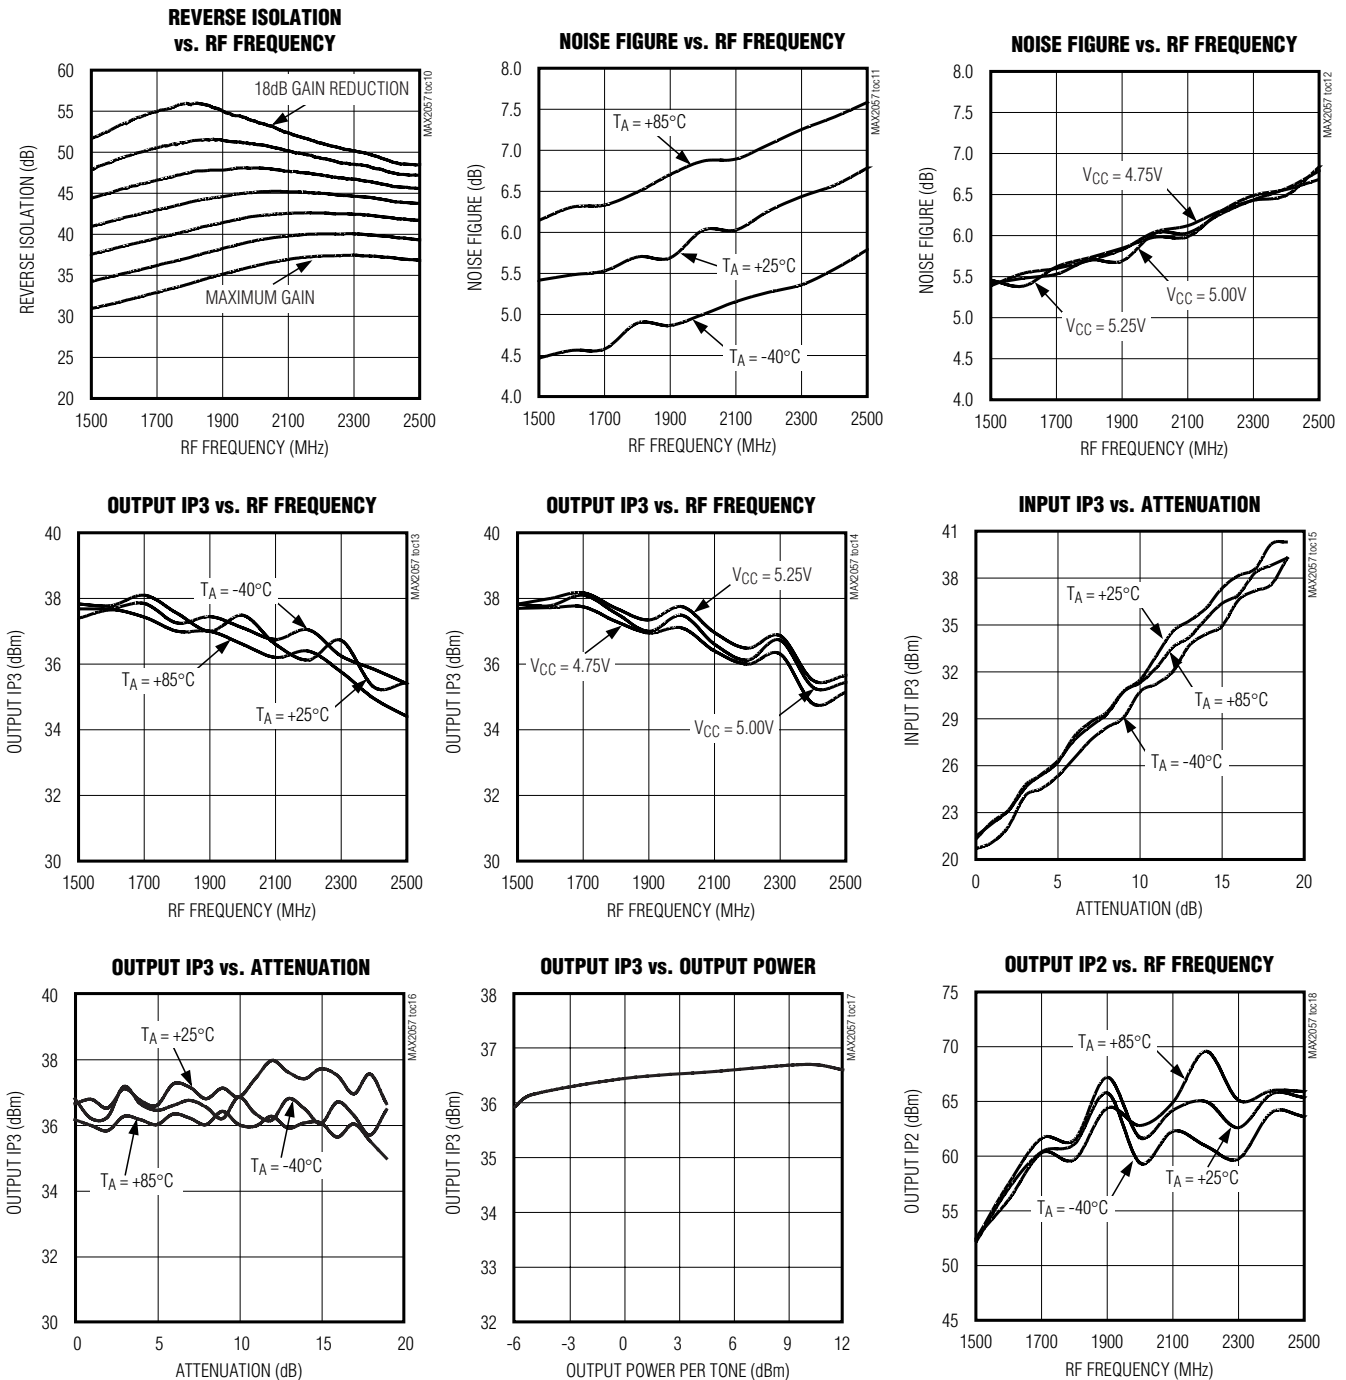 REVERSE ISOLATION
vs. RF FREQUENCY
60
55
50
45
40
35
30
25
20
REVERSE ISOLATION (dB)
18dB GAIN REDUCTION
MAXIMUM GAIN
MAX2057 toc10
1500 1700 1900 2100 2300 2500
RF FREQUENCY (MHz)
NOISE FIGURE vs. RF FREQUENCY
8.0
7.5
7.0
6.5
6.0
5.5
5.0
4.5
4.0
NOISE FIGURE (dB)
TA = +85°C
TA = +25°C
TA = -40°C
MAX2057 toc11
1500 1700 1900 2100 2300 2500
RF FREQUENCY (MHz)
NOISE FIGURE vs. RF FREQUENCY
8.0
7.5
7.0
6.5
6.0
5.5
5.0
4.5
4.0
NOISE FIGURE (dB)
VCC = 4.75V
VCC = 5.00V
VCC = 5.25V
MAX2057 toc12
1500 1700 1900 2100 2300 2500
RF FREQUENCY (MHz)
OUTPUT IP3 vs. RF FREQUENCY
40
38
36
34
32
30
OUTPUT IP3 (dBm)
TA = -40°C
TA = +85°C
TA = +25°C
MAX2057 toc13
1500 1700 1900 2100 2300 2500
RF FREQUENCY (MHz)
OUTPUT IP3 vs. RF FREQUENCY
40
38
36
34
32
30
OUTPUT IP3 (dBm)
VCC = 5.25V
VCC = 4.75V
VCC = 5.00V
MAX2057 toc14
1500 1700 1900 2100 2300 2500
RF FREQUENCY (MHz)
INPUT IP3 vs. ATTENUATION
41
38
35
32
29
26
23
20
INPUT IP3 (dBm)
TA = +25°C
TA = +85°C
TA = -40°C
MAX2057 toc15
0 5 10 15 20
ATTENUATION (dB)
OUTPUT IP3 vs. ATTENUATION
40
38
36
34
32
30
OUTPUT IP3 (dBm)
TA = +25°C
TA = -40°C
TA = +85°C
MAX2057 toc16
0 5 10 15 20
ATTENUATION (dB)
OUTPUT IP3 vs. OUTPUT POWER
38
37
36
35
34
33
32
OUTPUT IP3 (dBm)
MAX2057 toc17
-6 -3 0 3 6 9 12
OUTPUT POWER PER TONE (dBm)
OUTPUT IP2 vs. RF FREQUENCY
75
70
65
60
55
50
45
OUTPUT IP2 (dBm)
TA = +85°C
TA = +25°C
TA = -40°C
MAX2057 toc18
1500 1700 1900 2100 2300 2500
RF FREQUENCY (MHz)